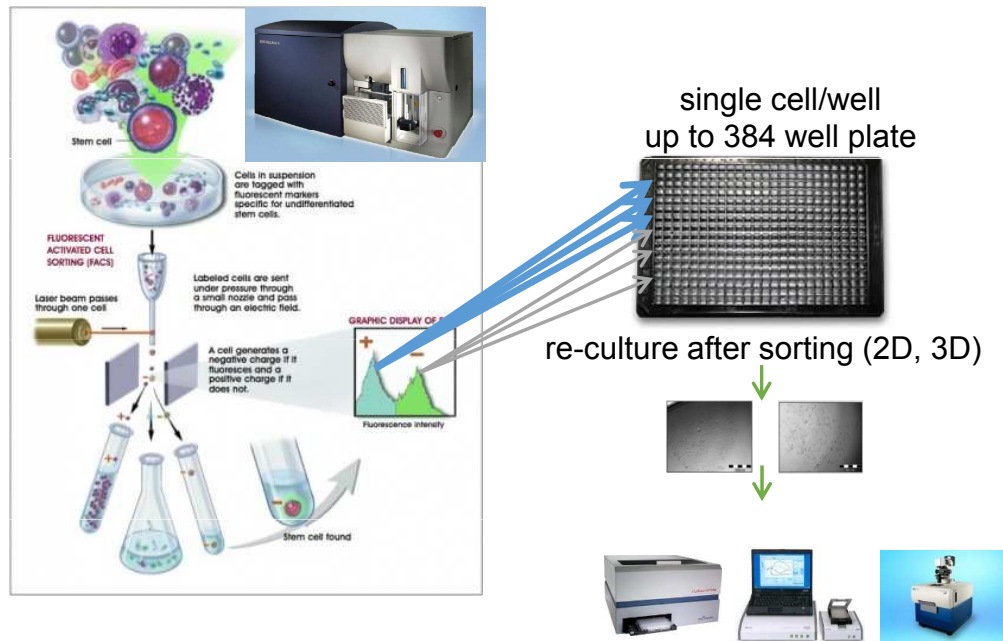 Stem cell
Cells in suspension
are tagged with
fluorescent markers
specific for undifferentiated
stem cells.
FLUORESCENT
ACTIVATED CELL
SORTING (FACS)
Labeled cells are sent
under pressure through
a small nozzle and pass
through an electric field.
Laser beam passes
through one cell
GRAPHIC DISPLAY OF
+
−
A cell generates a
negative charge if it
fluoresces and a
positive charge if it
does not.
Fluorescence intensity
Stem cell found
single cell/well
up to 384 well plate
re-culture after sorting (2D, 3D)